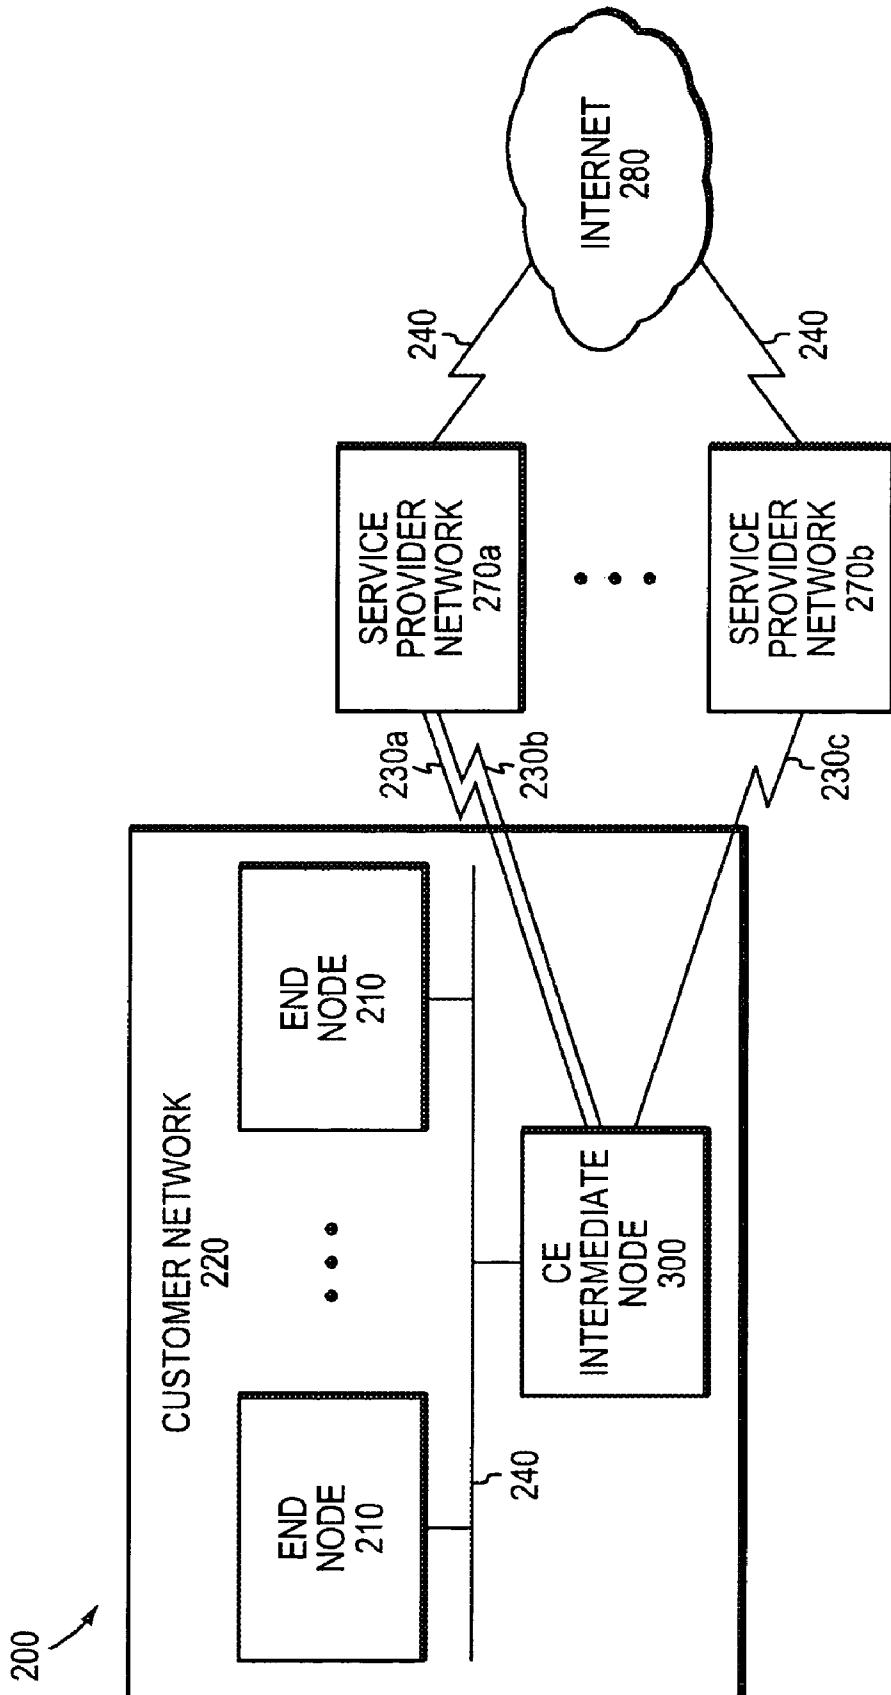 200
CUSTOMER NETWORK
220
END
NODE
210
END
NODE
210
240
CE
INTERMEDIATE
NODE
300
230a
230b
230c
SERVICE
PROVIDER
NETWORK
270a
SERVICE
PROVIDER
NETWORK
270b
240
240
INTERNET
280